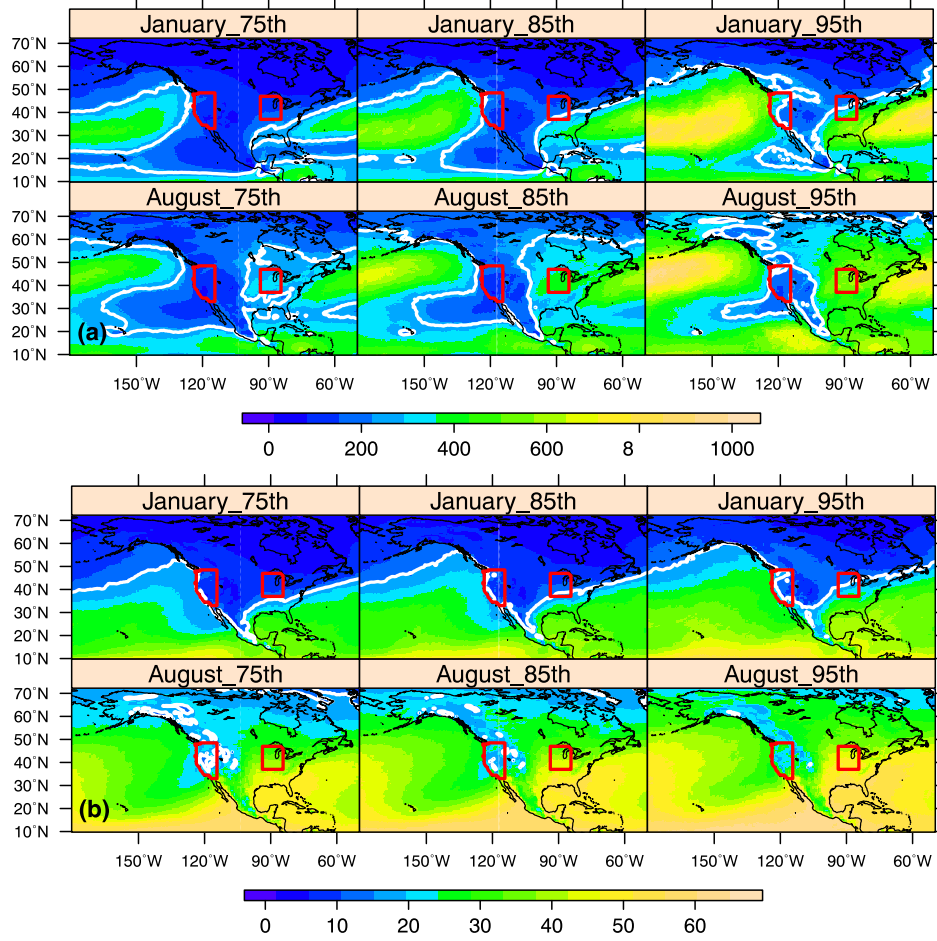 January_75th January_85th January_95th
70°N
60°N
50°N
40°N
30°N
20°N
10°N
August_75th August_85th August_95th
70°N
60°N
50°N
40°N
30°N
20°N
10°N
(a)
150°W 120°W 90°W 60°W 150°W 120°W 90°W 60°W 150°W 120°W 90°W 60°W
0 200 400 600 8 1000
January_75th January_85th January_95th
70°N
60°N
50°N
40°N
30°N
20°N
10°N
August_75th August_85th August_95th
70°N
60°N
50°N
40°N
30°N
20°N
10°N
(b)
150°W 120°W 90°W 60°W 150°W 120°W 90°W 60°W 150°W 120°W 90°W 60°W
0 10 20 30 40 50 60